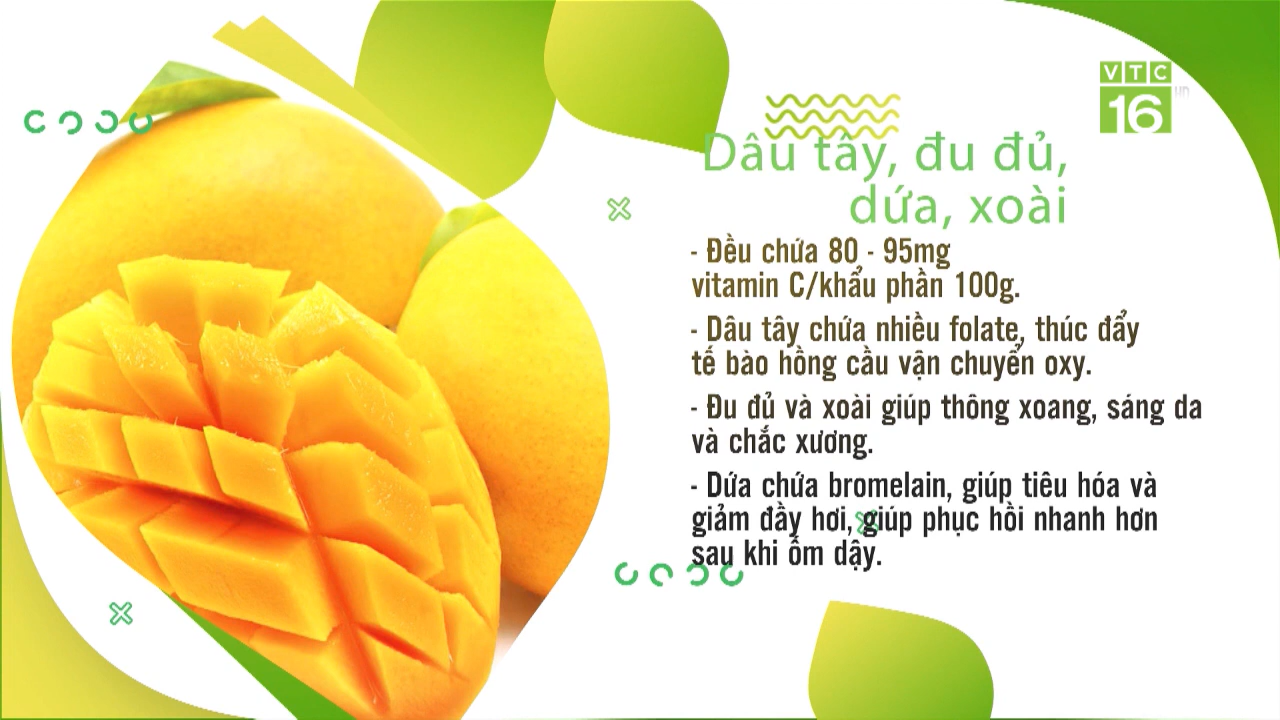 VTC
16
HD
Dâu tây, đu đủ,
dứa, xoài
- Đều chứa 80 - 95mg
vitamin C/khẩu phần 100g.
- Dâu tây chứa nhiều folate, thúc đẩy
tế bào hồng cầu vận chuyển oxy.
- Đu đủ và xoài giúp thông xoang, sáng da
và chắc xương.
- Dứa chứa bromelain, giúp tiêu hóa và
giảm đầy hơi, giúp phục hồi nhanh hơn
sau khi ốm dậy.